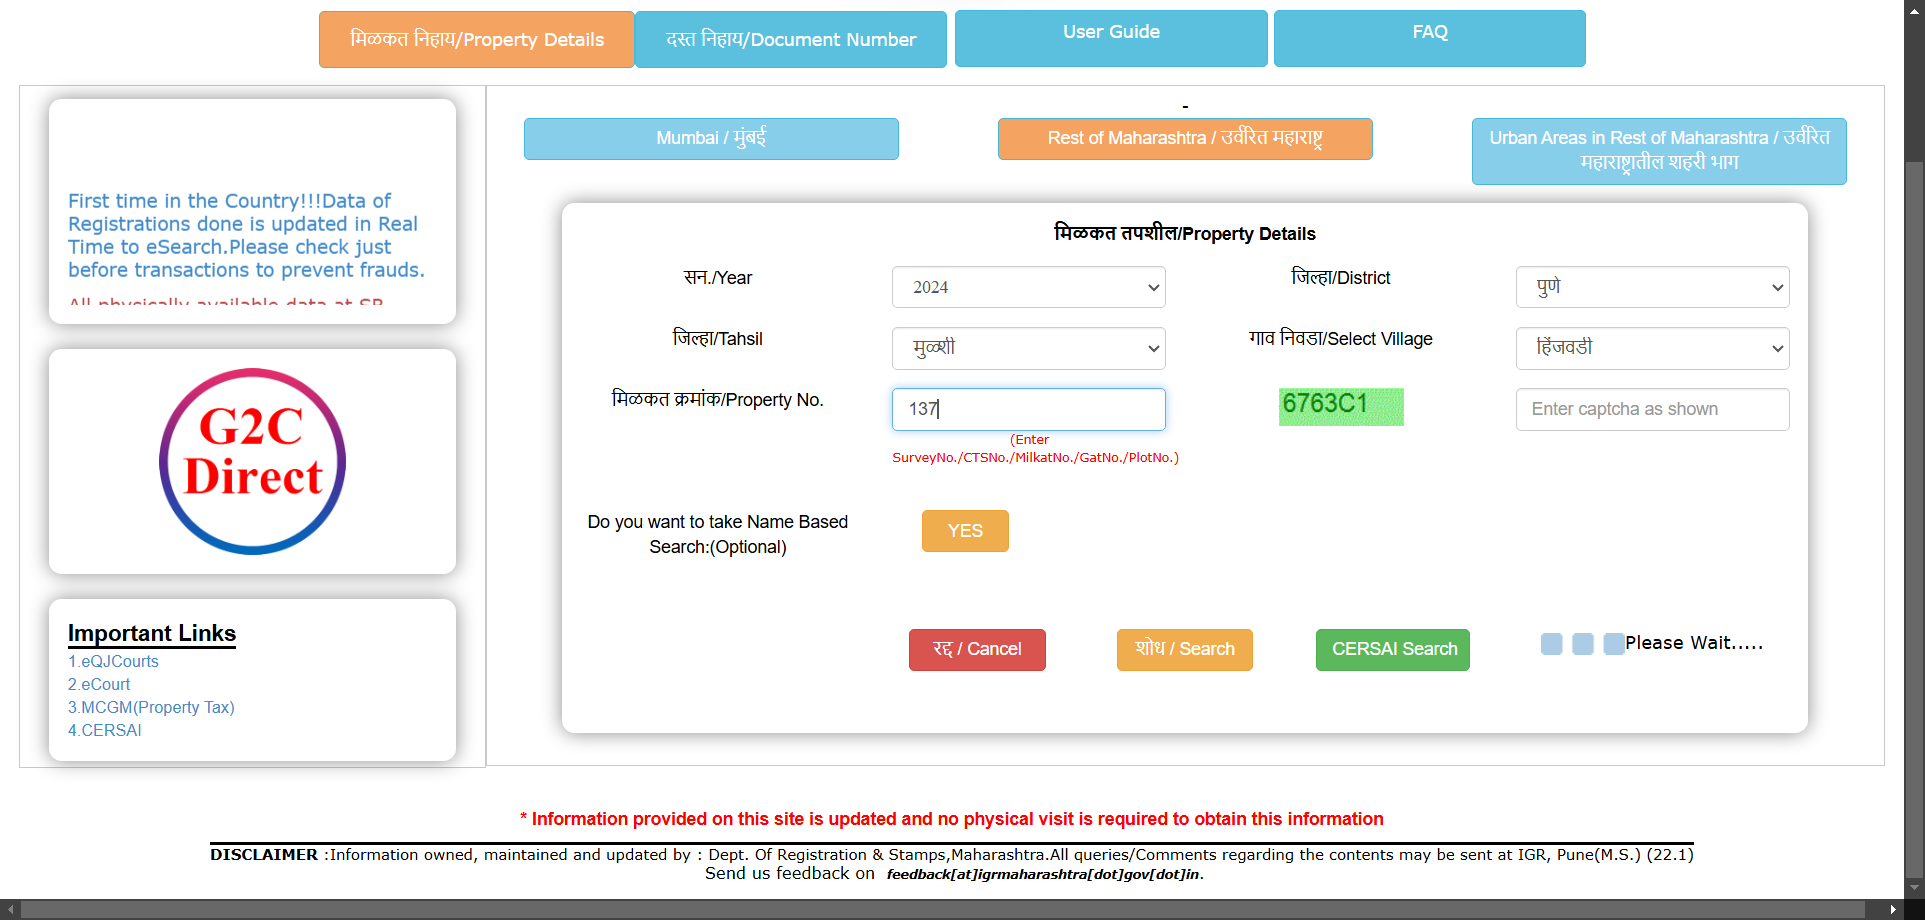 मिळकत निहाय/Property Details
दस्त निहाय/Document Number
User Guide
FAQ
First time in the Country!!!Data of
Registrations done is updated in Real
Time to eSearch.Please check just
before transactions to prevent frauds.
All physically available data at SR
G2C
Direct
Important Links
1.eQJCourts
2.eCourt
3.MCGM(Property Tax)
4.CERSAI
-
Mumbai / मुंबई
Rest of Maharashtra / उर्वरित महाराष्ट्र
Urban Areas in Rest of Maharashtra / उर्वरित
महाराष्ट्रातील शहरी भाग
मिळकत तपशील/Property Details
सन./Year
2024
जिल्हा/District
पुणे
जिल्हा/Tahsil
मुळशी
गाव निवडा/Select Village
हिंजवडी
मिळकत क्रमांक/Property No.
137
6763C1
Enter captcha as shown
(Enter
SurveyNo./CTSNo./MilkatNo./GatNo./PlotNo.)
Do you want to take Name Based
Search:(Optional)
YES
रद्द / Cancel
शोध / Search
CERSAI Search
Please Wait.....
* Information provided on this site is updated and no physical visit is required to obtain this information
DISCLAIMER :Information owned, maintained and updated by : Dept. Of Registration & Stamps,Maharashtra.All queries/Comments regarding the contents may be sent at IGR, Pune(M.S.) (22.1)
Send us feedback on feedback[at]igrmaharashtra[dot]gov[dot]in.